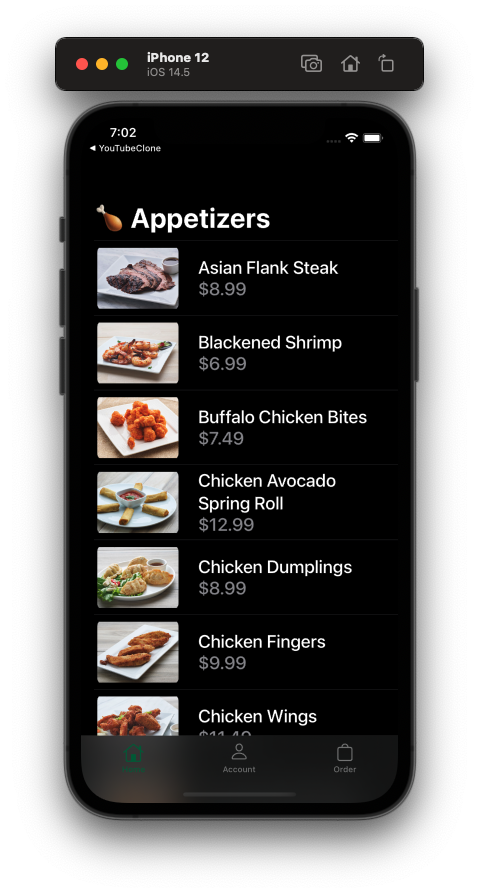 iPhone 12
iOS 14.5
7:02
◀ YouTubeClone
🍗 Appetizers
Asian Flank Steak
$8.99
Blackened Shrimp
$6.99
Buffalo Chicken Bites
$7.49
Chicken Avocado
Spring Roll
$12.99
Chicken Dumplings
$8.99
Chicken Fingers
$9.99
Chicken Wings
Account
Order